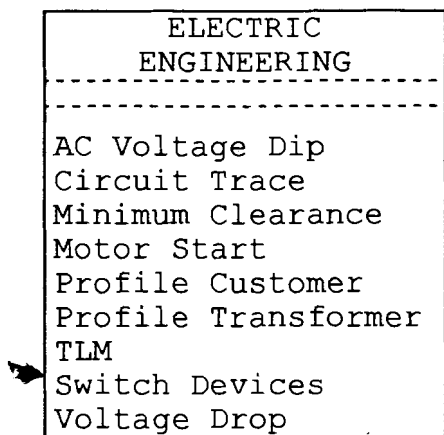 ELECTRIC
ENGINEERING
AC Voltage Dip
Circuit Trace
Minimum Clearance
Motor Start
Profile Customer
Profile Transformer
TLM
Switch Devices
Voltage Drop